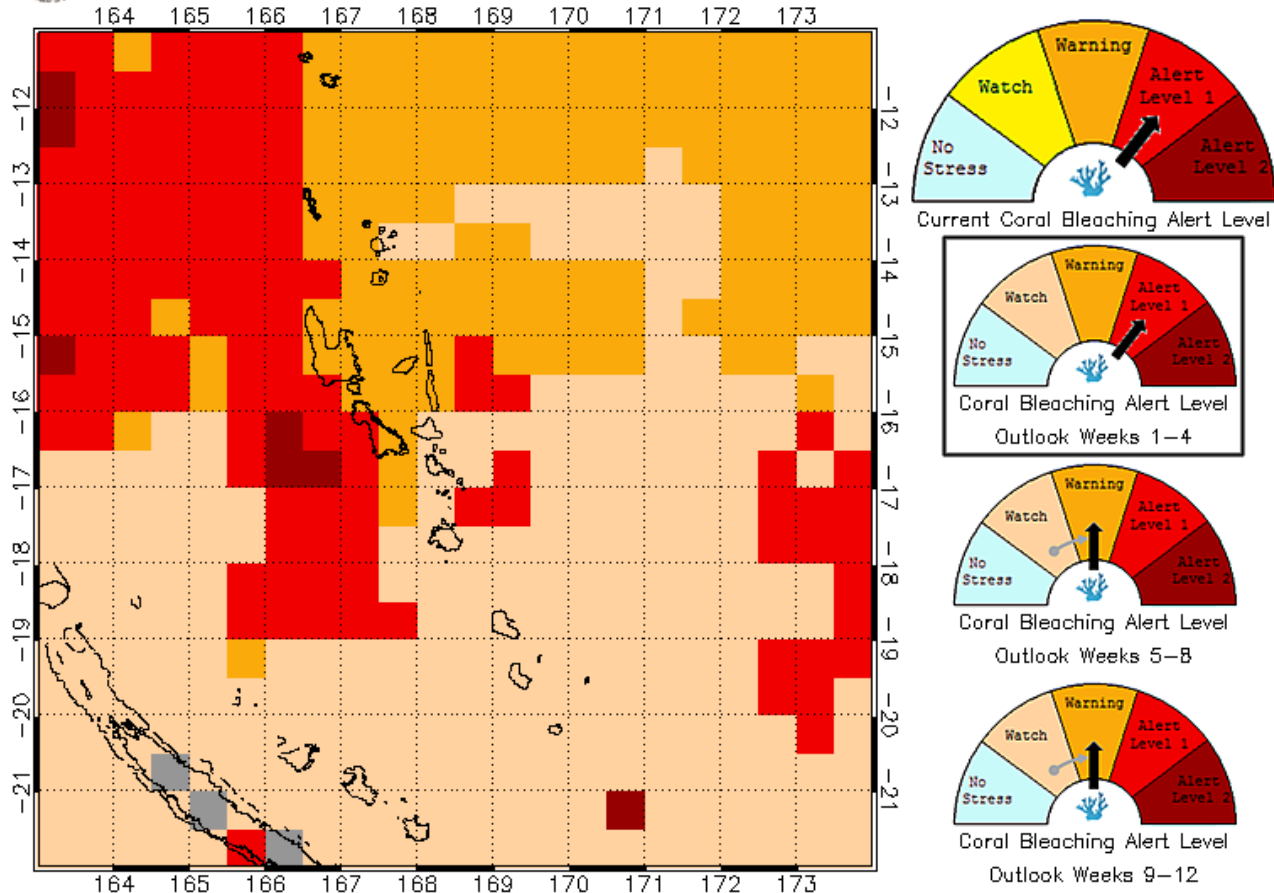 164 165 166 167 168 169 170 171 172 173
-12 -12
-13 -13
-14 -14
-15 -15
-16 -16
-17 -17
-18 -18
-19 -19
-20 -20
-21 -21
164 165 166 167 168 169 170 171 172 173
No
Stress
Watch
Warning
Alert
Level 1
Alert
Level 2
Current Coral Bleaching Alert Level
No
Stress
Watch
Warning
Alert
Level 1
Alert
Level 2
Coral Bleaching Alert Level
Outlook Weeks 1-4
No
Stress
Watch
Warning
Alert
Level 1
Alert
Level 2
Coral Bleaching Alert Level
Outlook Weeks 5-8
No
Stress
Watch
Warning
Alert
Level 1
Alert
Level 2
Coral Bleaching Alert Level
Outlook Weeks 9-12